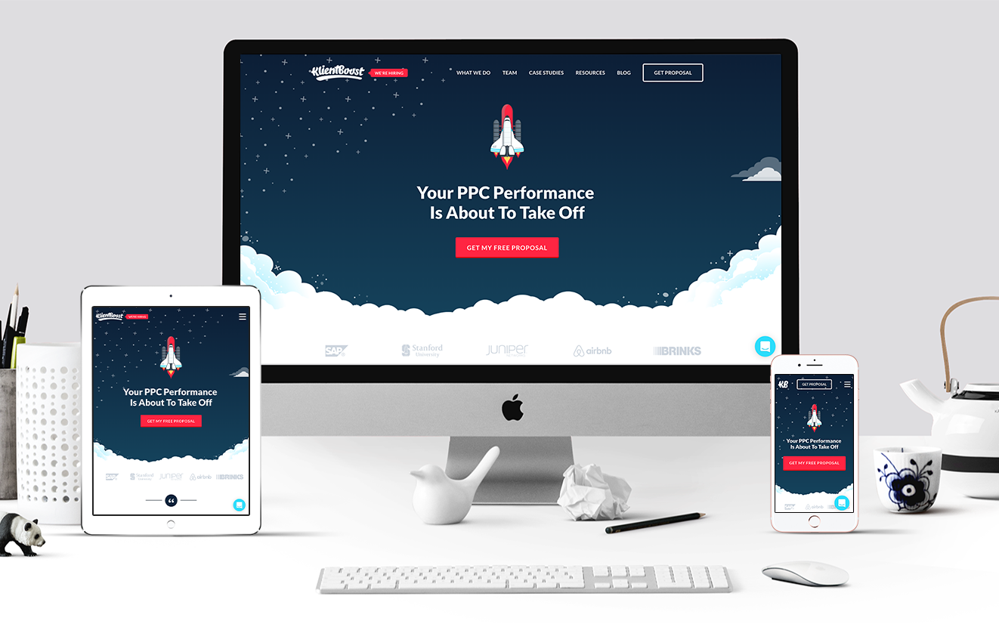 KlientBoost
WE'RE HIRING
WHAT WE DO
TEAM
CASE STUDIES
RESOURCES
BLOG
GET PROPOSAL
Your PPC Performance
Is About To Take Off
GET MY FREE PROPOSAL
SAP
Stanford
University
JUNIPER
airbnb
BRINKS
KlientBoost
WE'RE HIRING
Your PPC Performance
Is About To Take Off
GET MY FREE PROPOSAL
SAP
Stanford
University
JUNIPER
airbnb
BRINKS
KB
GET PROPOSAL
Your PPC Performance
Is About To Take Off
GET MY FREE PROPOSAL
SAP
airbnb